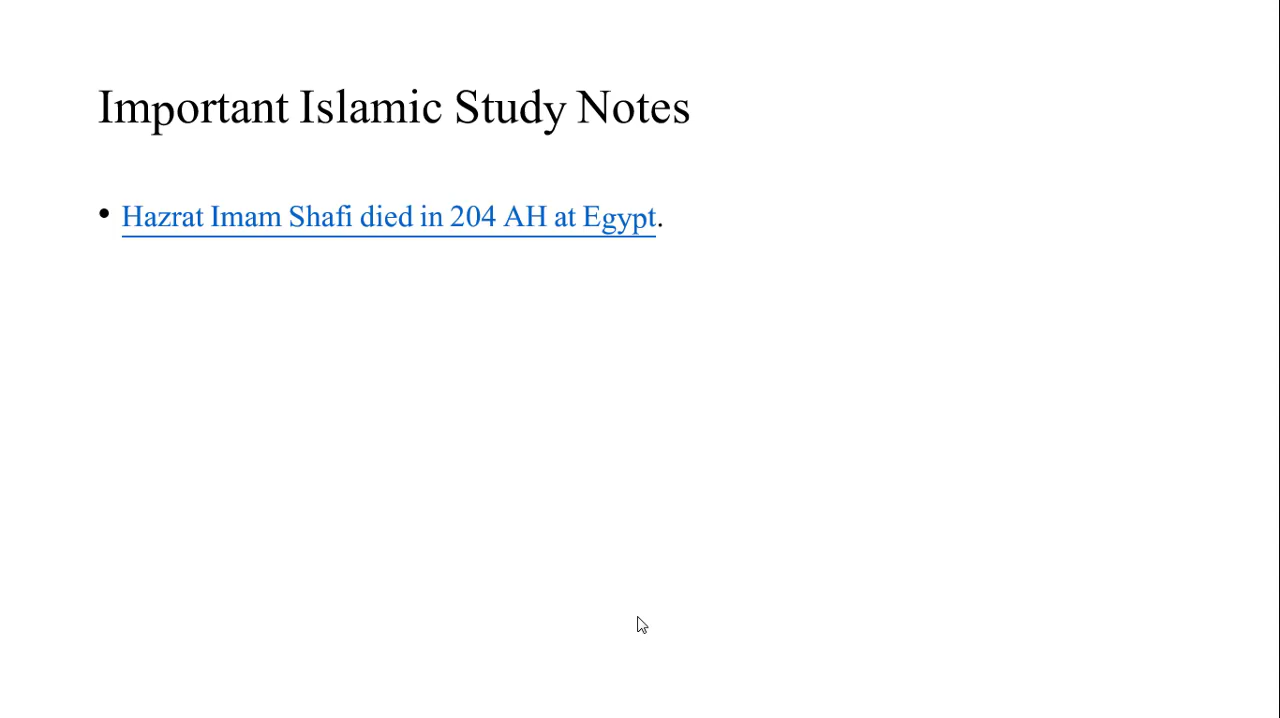 Important Islamic Study Notes
• Hazrat Imam Shafi died in 204 AH at Egypt.